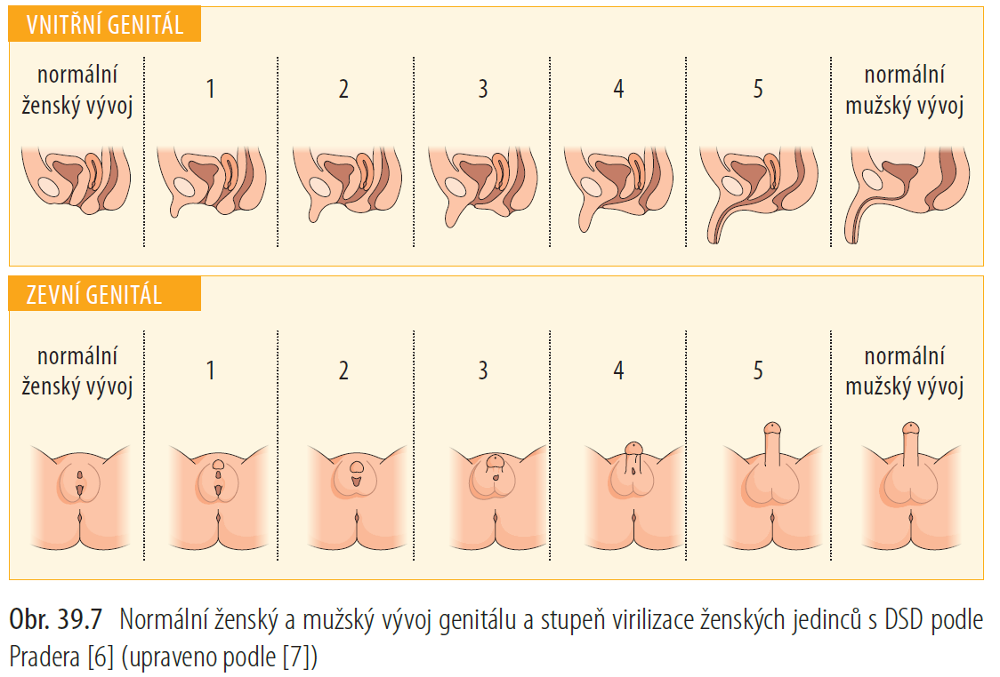 VNITŘNÍ GENITÁL
normální
ženský vývoj
1
2
3
4
5
normální
mužský vývoj
ZEVNÍ GENITÁL
normální
ženský vývoj
1
2
3
4
5
normální
mužský vývoj
Obr. 39.7 Normální ženský a mužský vývoj genitálu a stupeň virilizace ženských jedinců s DSD podle
Pradera [6] (upraveno podle [7])